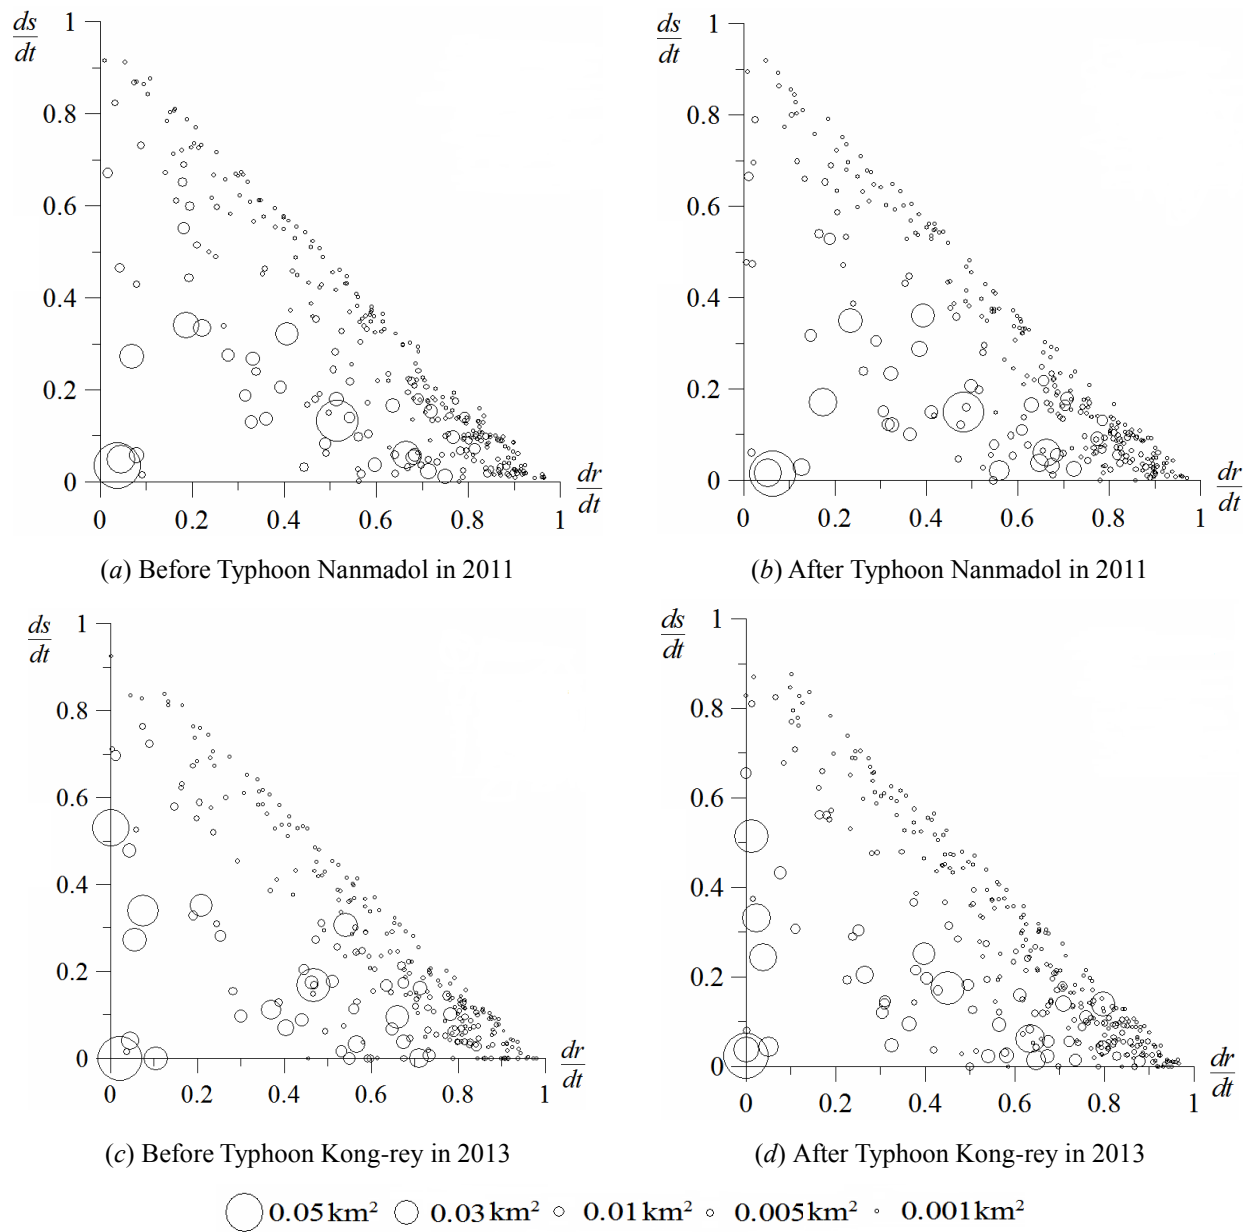 ds/dt
1
0.8
0.6
0.4
0.2
0
0 0.2 0.4 0.6 0.8 1
dr/dt
(a) Before Typhoon Nanmadol in 2011
ds/dt
1
0.8
0.6
0.4
0.2
0
0 0.2 0.4 0.6 0.8 1
dr/dt
(b) After Typhoon Nanmadol in 2011
ds/dt
1
0.8
0.6
0.4
0.2
0
0 0.2 0.4 0.6 0.8 1
dr/dt
(c) Before Typhoon Kong-rey in 2013
ds/dt
1
0.8
0.6
0.4
0.2
0
0 0.2 0.4 0.6 0.8 1
dr/dt
(d) After Typhoon Kong-rey in 2013
0.05km² 0.03km² 0.01km² 0.005km² 0.001km²